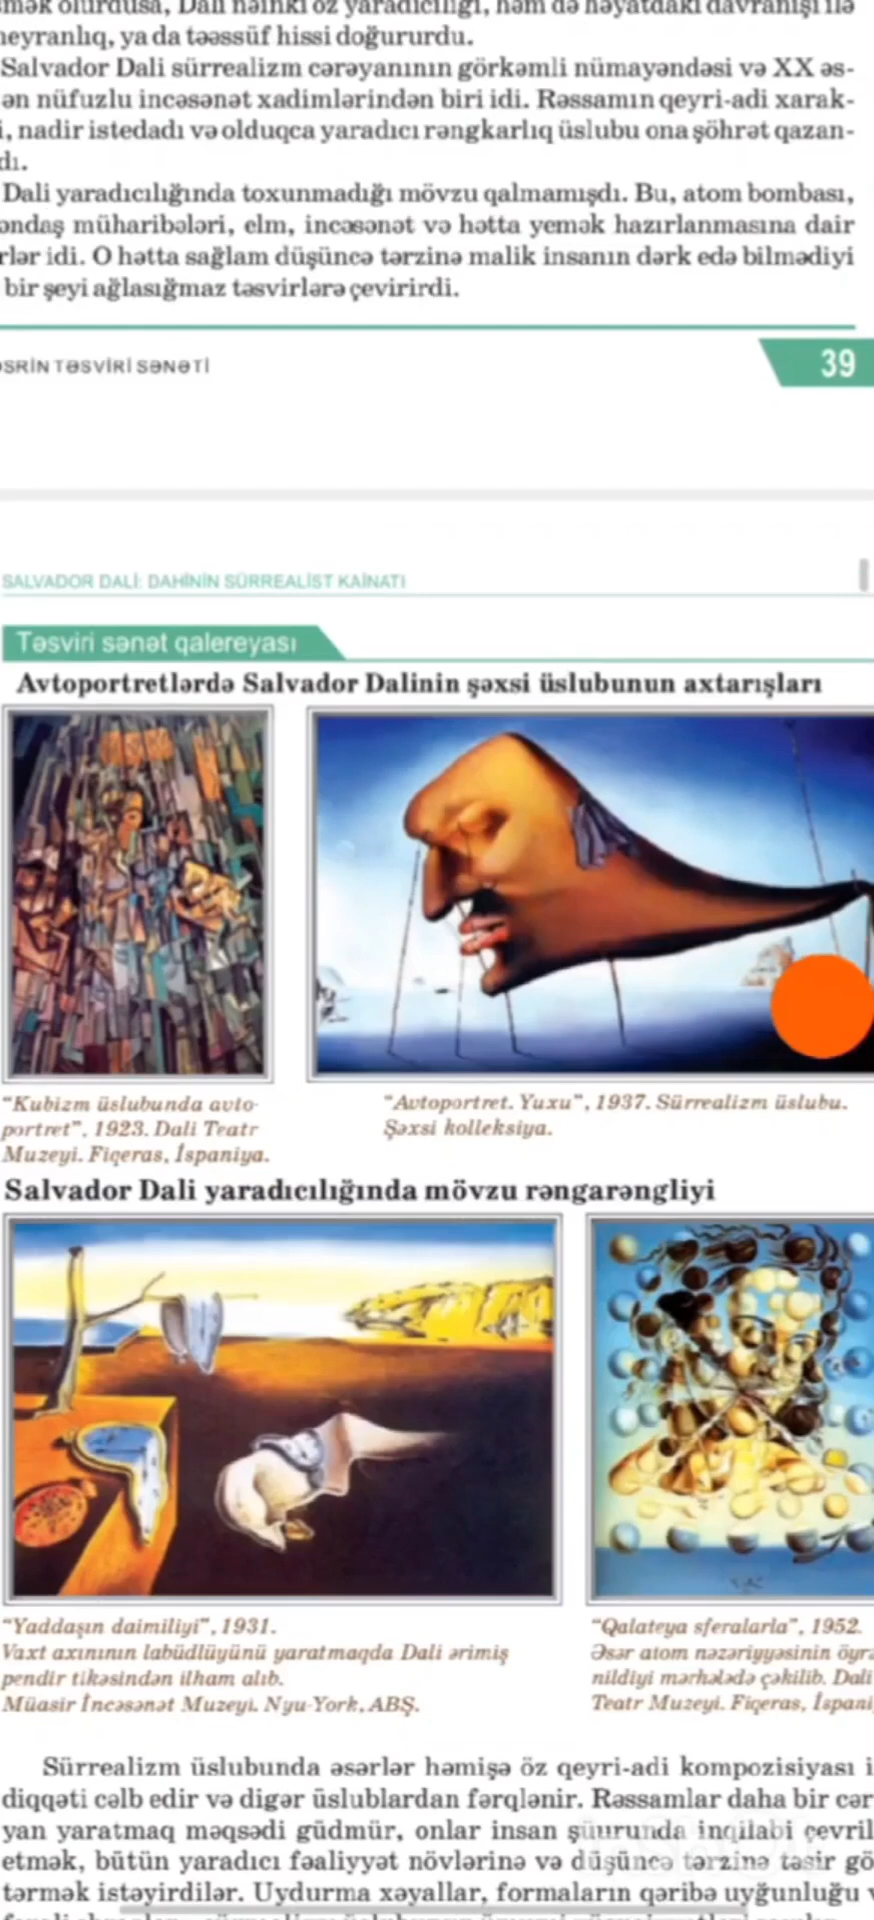 mək olurdusa, Dali nəinki öz yaradıcılığı, həm də həyatdakı davranışı ilə
heyranlıq, ya da təəssüf hissi doğururdu.
Salvador Dali sürrealizm cərəyanının görkəmli nümayəndəsi və XX əs-
ən nüfuzlu incəsənət xadimlərindən biri idi. Rəssamın qeyri-adi xarak-
i, nadir istedadı və olduqca yaradıcı rəngkarlıq üslubu ona şöhrət qazan-
dı.
Dali yaradıcılığında toxunmadığı mövzu qalmamışdı. Bu, atom bombası,
əndaş müharibələri, elm, incəsənət və hətta yemək hazırlanmasına dair
rlər idi. O hətta sağlam düşüncə tərzinə malik insanın dərk edə bilmədiyi
bir şeyi ağlasığmaz təsvirlərə çevirirdi.
ƏSRİN TƏSVİRİ SƏNƏTİ
39
SALVADOR DALİ: DAHİNİN SÜRREALİST KAİNATI
Təsviri sənət qalereyası
Avtoportretlərdə Salvador Dalinin şəxsi üslubunun axtarışları
"Kubizm üslubunda avto-
portret", 1923. Dali Teatr
Muzeyi. Fiqeras, İspaniya.
"Avtoportret. Yuxu", 1937. Sürrealizm üslubu.
Şəxsi kolleksiya.
Salvador Dali yaradıcılığında mövzu rəngarəngliyi
"Yaddaşın daimiliyi", 1931.
Vaxt axınının labüdlüyünü yaratmaqda Dali ərimiş
pendir tikəsindən ilham alıb.
Müasir İncəsənət Muzeyi. Nyu-York, ABŞ.
"Qalateya sferalarla", 1952.
Əsər atom nəzəriyyəsinin öyrə
nildiyi mərhələdə çəkilib. Dali
Teatr Muzeyi. Fiqeras, İspani
Sürrealizm üslubunda əsərlər həmişə öz qeyri-adi kompozisiyası i
diqqəti cəlb edir və digər üslublardan fərqlənir. Rəssamlar daha bir cər
yan yaratmaq məqsədi güdmür, onlar insan şüurunda inqilabi çevril
etmək, bütün yaradıcı fəaliyyət növlərinə və düşüncə tərzinə təsir gö
tərmək istəyirdilər. Uydurma xəyallar, formaların qəribə uyğunluğu v